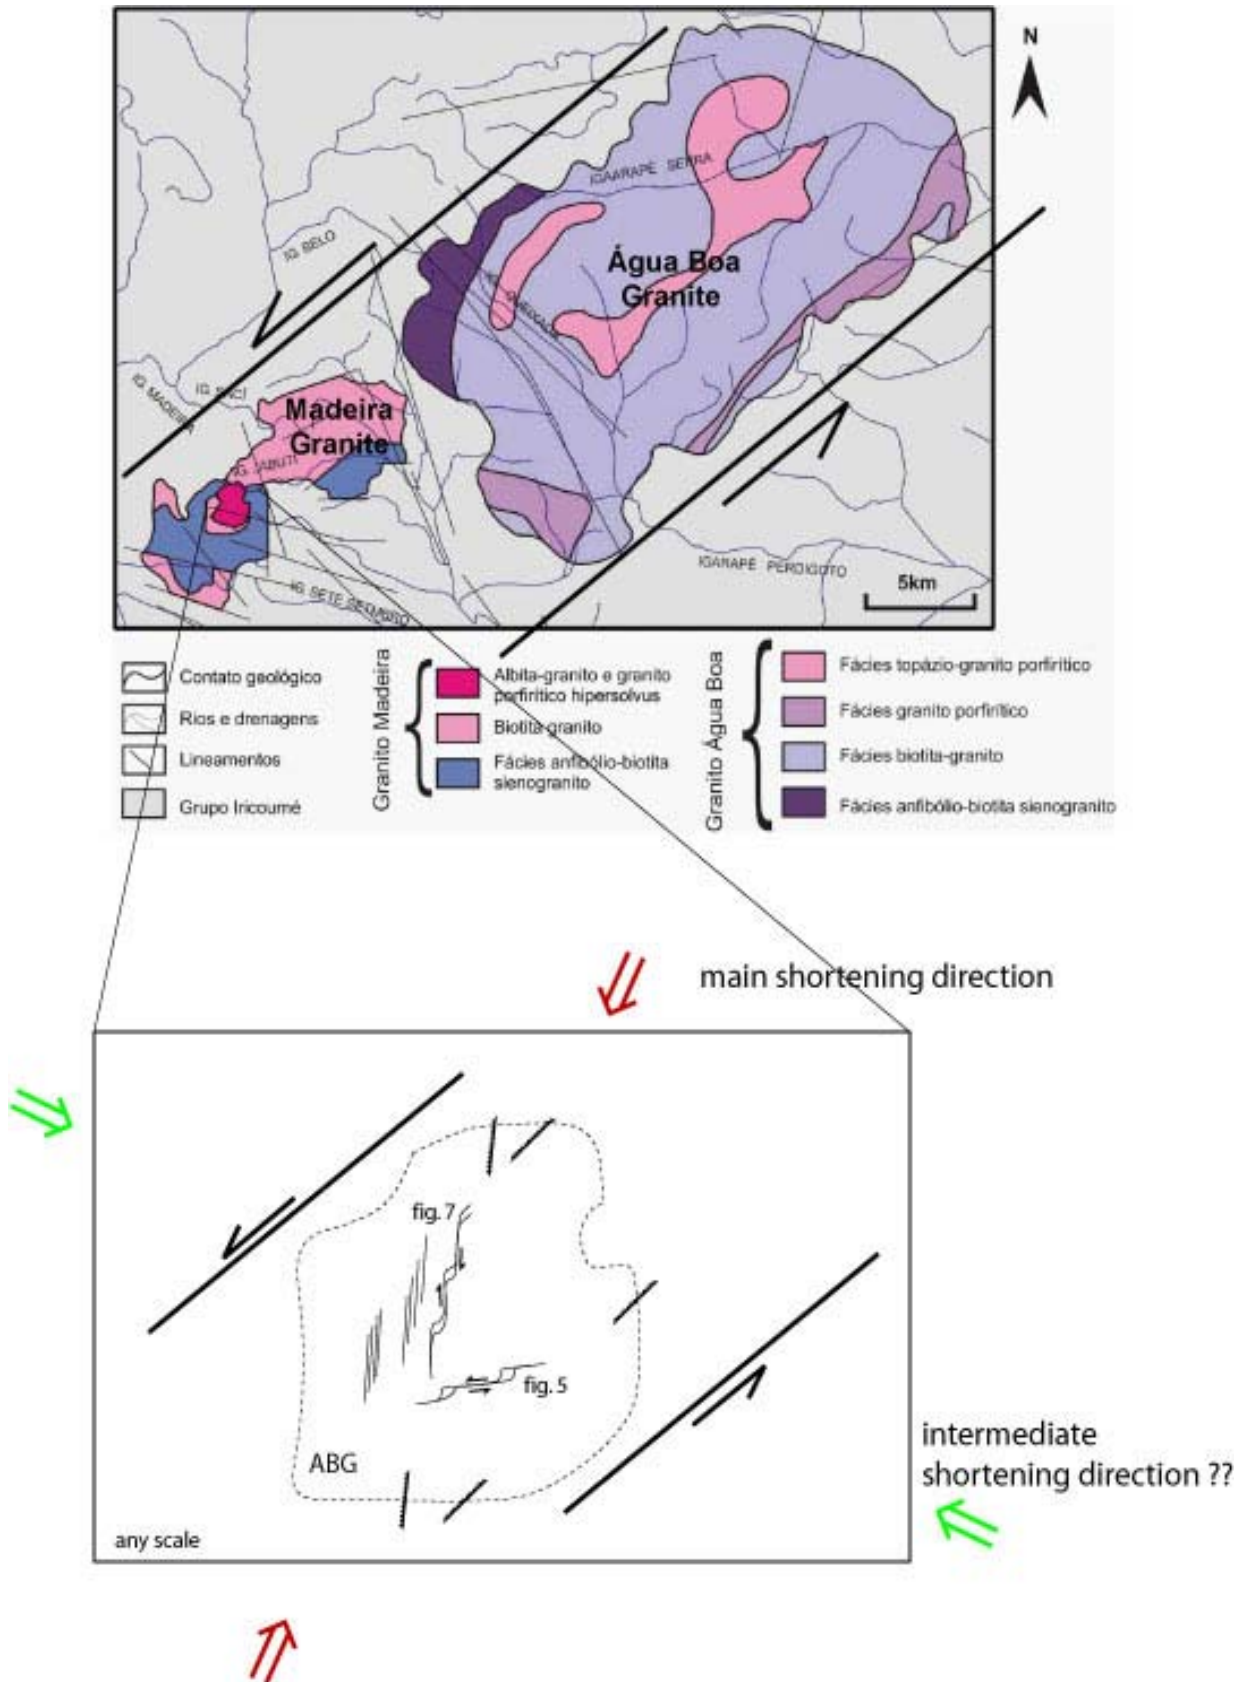 N
IGAARAPÉ SERRA
IG. BELO
Água Boa
Granite
IG. QUEIXADA
IG. MADEIRA
Madeira
Granite
IG. JABUTI
IGARAPÉ PERDIGOTO
5km
IG. SETE SETMBRO
Contato geológico
Rios e drenagens
Lineamentos
Grupo Iricoumé
Granito Madeira
Albita-granito e granito
porfirítico hipersolvus
Biotita-granito
Fácies anfibólio-biotita
sienogranito
Granito Água Boa
Fácies topázio-granito porfirítico
Fácies granito porfirítico
Fácies biotita-granito
Fácies anfibólio-biotita sienogranito
main shortening direction
fig. 7
fig. 5
ABG
any scale
intermediate
shortening direction ??